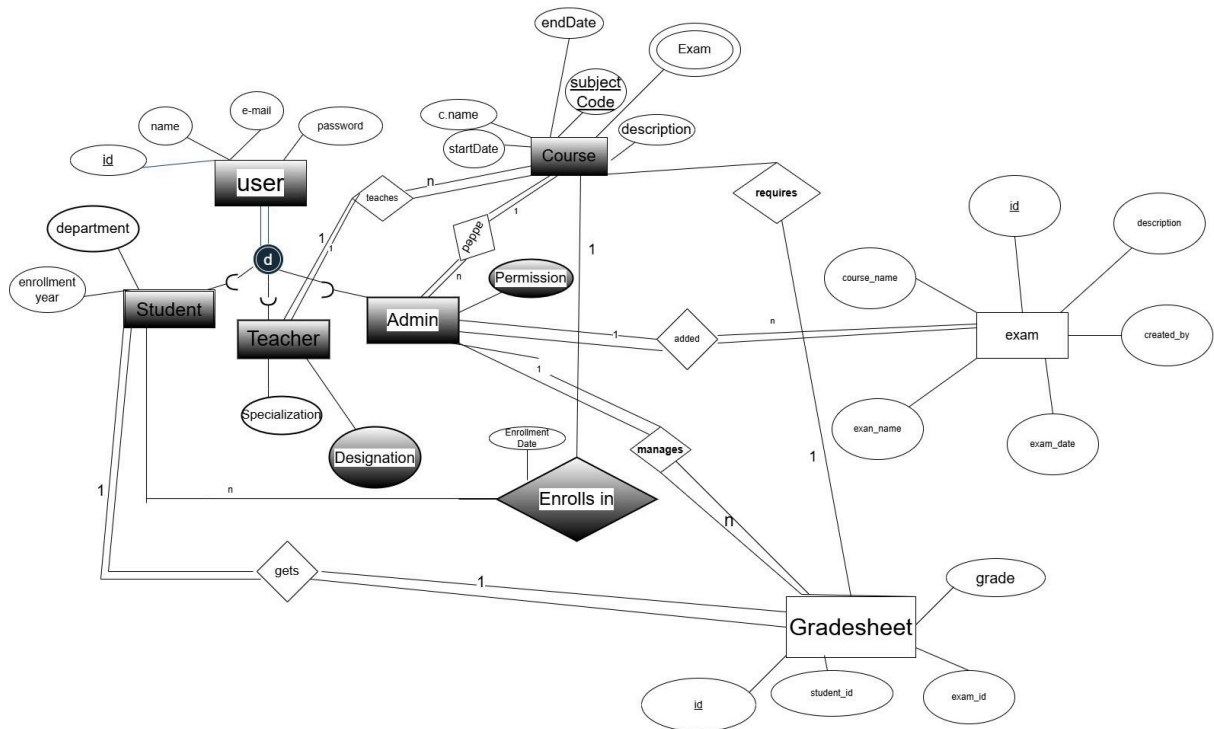 endDate
Exam
subject
Code
c.name
description
startDate
Course
e-mail
name
password
id
user
n
teaches
requires
department
1
1
added
1
n
1
d
id
description
enrollment
year
Student
Permission
course_name
Teacher
Admin
1
added
n
exam
created_by
1
Specialization
Designation
Enrollment
Date
manages
exan_name
exam_date
1
1
n
Enrolls in
n
gets
1
grade
Gradesheet
id
student_id
exam_id